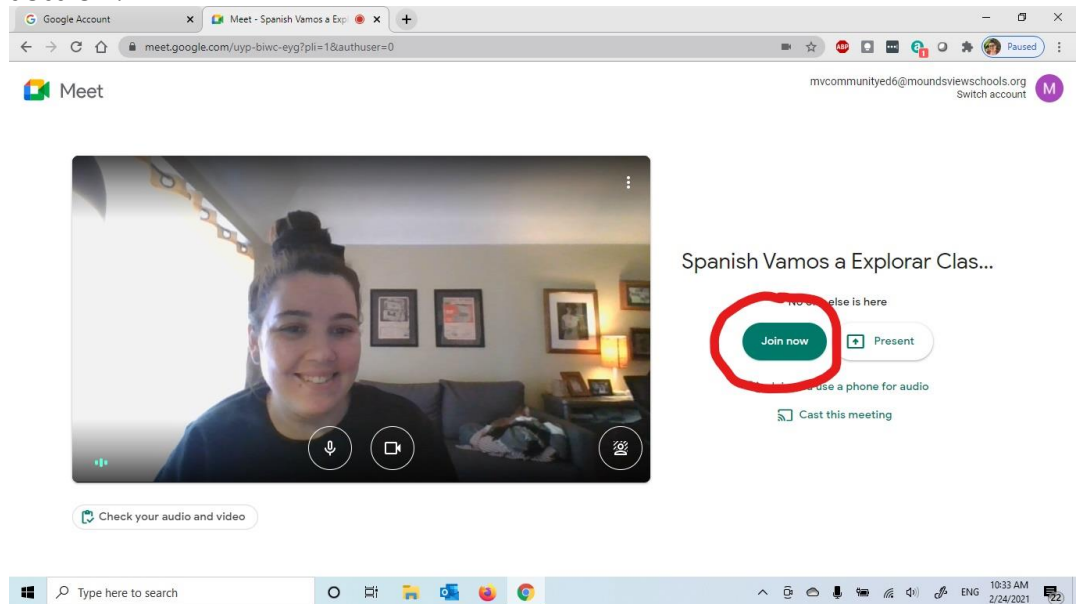 Google Account
Meet - Spanish Vamos a Expl
meet.google.com/uyp-biwc-eyg?pli=1&authuser=0
ABP
Paused
Meet
mvcommunityed6@moundsviewschools.org
Switch account
M
Spanish Vamos a Explorar Clas...
else is here
Join now
Present
use a phone for audio
Cast this meeting
Check your audio and video
Type here to search
ENG
10:33 AM
2/24/2021
22